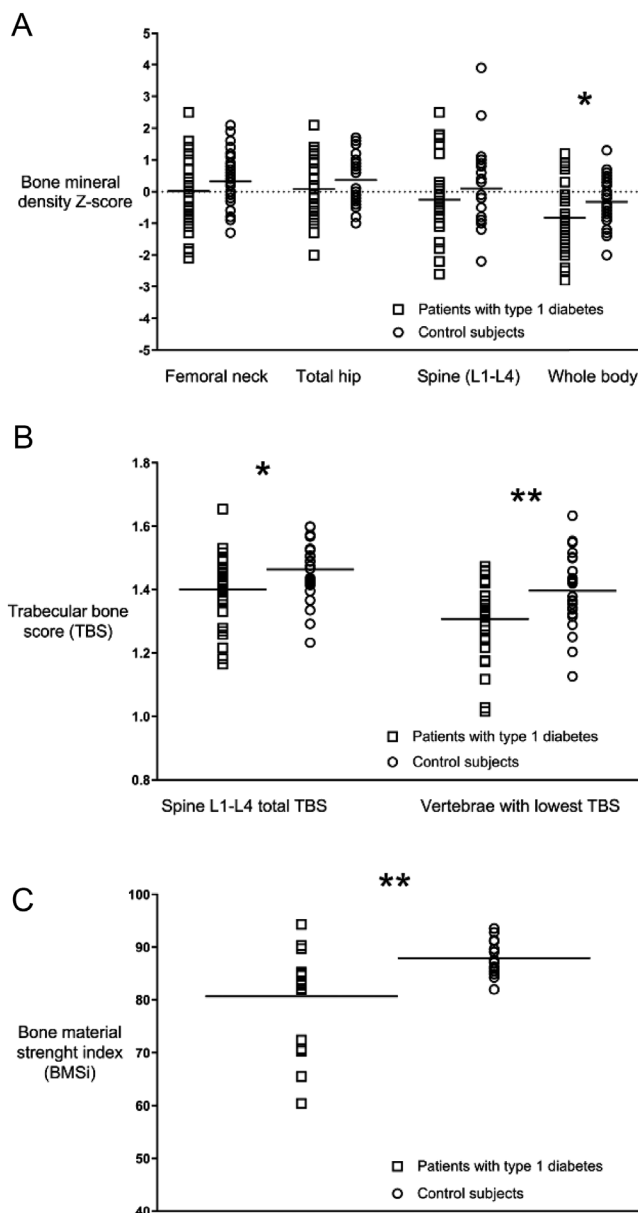 A
5
4
3
2
1
0
-1
-2
-3
-4
-5
Bone mineral
density Z-score
*
Patients with type 1 diabetes
Control subjects
Femoral neck Total hip Spine (L1-L4) Whole body
B
1.8
1.6
1.4
1.2
1.0
0.8
Trabecular bone
score (TBS)
*
**
Patients with type 1 diabetes
Control subjects
Spine L1-L4 total TBS Vertebrae with lowest TBS
C
**
100
90
80
70
60
50
40
Bone material
strenght index
(BMSi)
Patients with type 1 diabetes
Control subjects